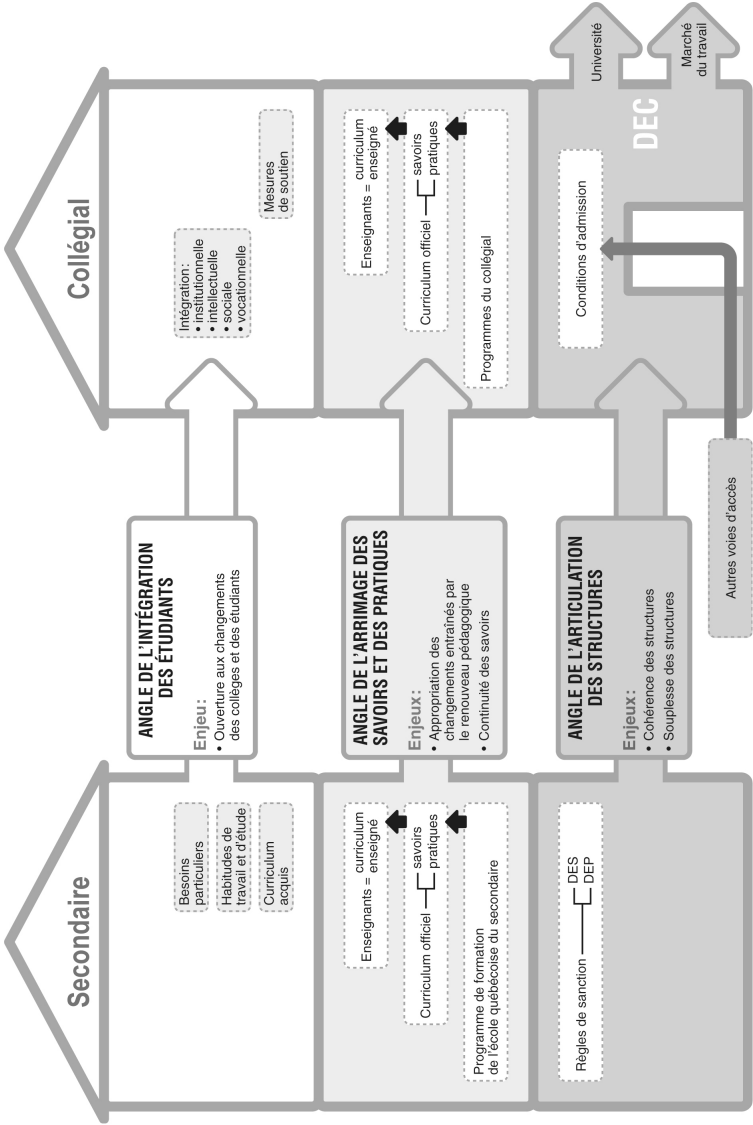 Secondaire
Besoins
particuliers
Habitudes de
travail et d'étude
Curriculum
acquis
ANGLE DE L'INTÉGRATION
DES ÉTUDIANTS
Enjeu :
• Ouverture aux changements
des collèges et des étudiants
Collégial
Intégration :
• institutionnelle
• intellectuelle
• sociale
• vocationnelle
Mesures
de soutien
Enseignants = curriculum
enseigné
Curriculum officiel
savoirs
pratiques
Programme de formation
de l'école québécoise du secondaire
ANGLE DE L'ARRIMAGE DES
SAVOIRS ET DES PRATIQUES
Enjeux :
• Appropriation des
changements entraînés par
le renouveau pédagogique
• Continuité des savoirs
Enseignants = curriculum
enseigné
Curriculum officiel
savoirs
pratiques
Programmes du collégial
Règles de sanction
DES
DEP
ANGLE DE L'ARTICULATION
DES STRUCTURES
Enjeux :
• Cohérence des structures
• Souplesse des structures
Autres voies d'accès
Conditions d'admission
DEC
Université
Marché
du travail